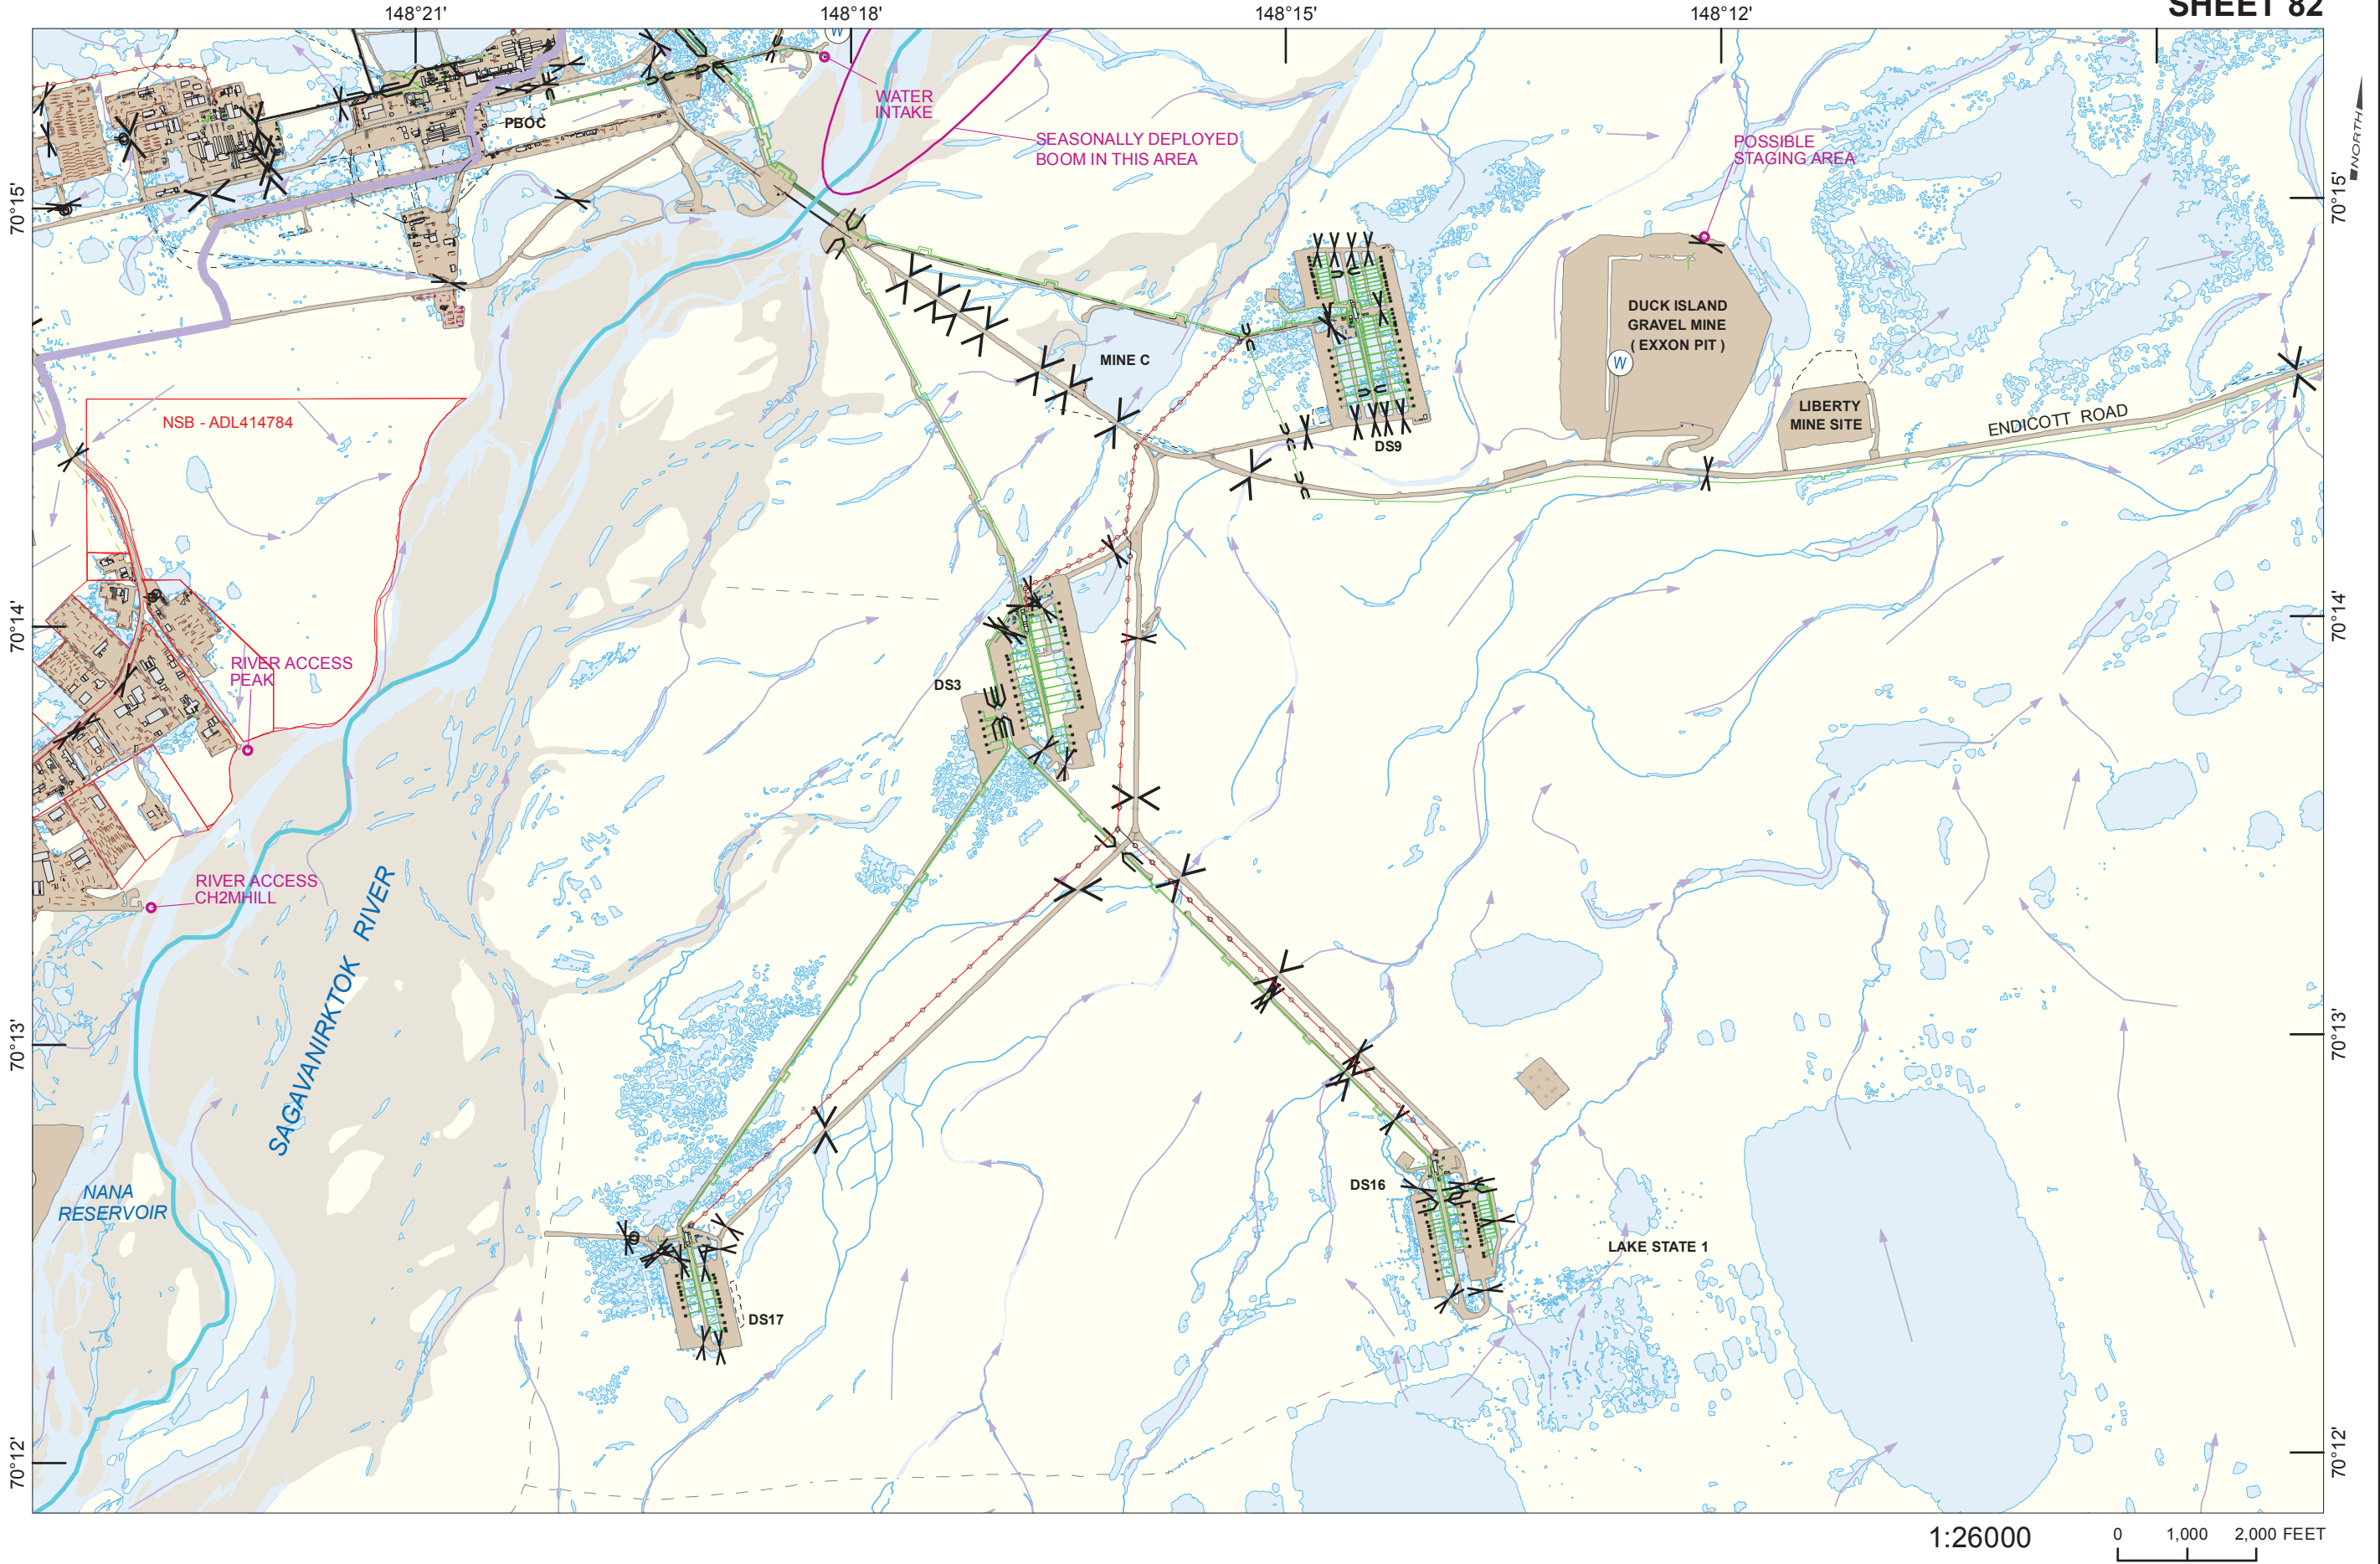 SHEET 82
148°21'
148°18'
148°15'
148°12'
NORTH
W
WATER
INTAKE
PBOC
SEASONALLY DEPLOYED
BOOM IN THIS AREA
POSSIBLE
STAGING AREA
70°15'
70°15'
DUCK ISLAND
GRAVEL MINE
( EXXON PIT )
W
MINE C
LIBERTY
MINE SITE
ENDICOTT ROAD
NSB - ADL414784
DS9
70°14'
70°14'
RIVER ACCESS
PEAK
DS3
RIVER ACCESS
CH2MHILL
SAGAVANIRKTOK RIVER
70°13'
70°13'
NANA
RESERVOIR
DS16
LAKE STATE 1
DS17
70°12'
70°12'
1:26000
0 1,000 2,000 FEET